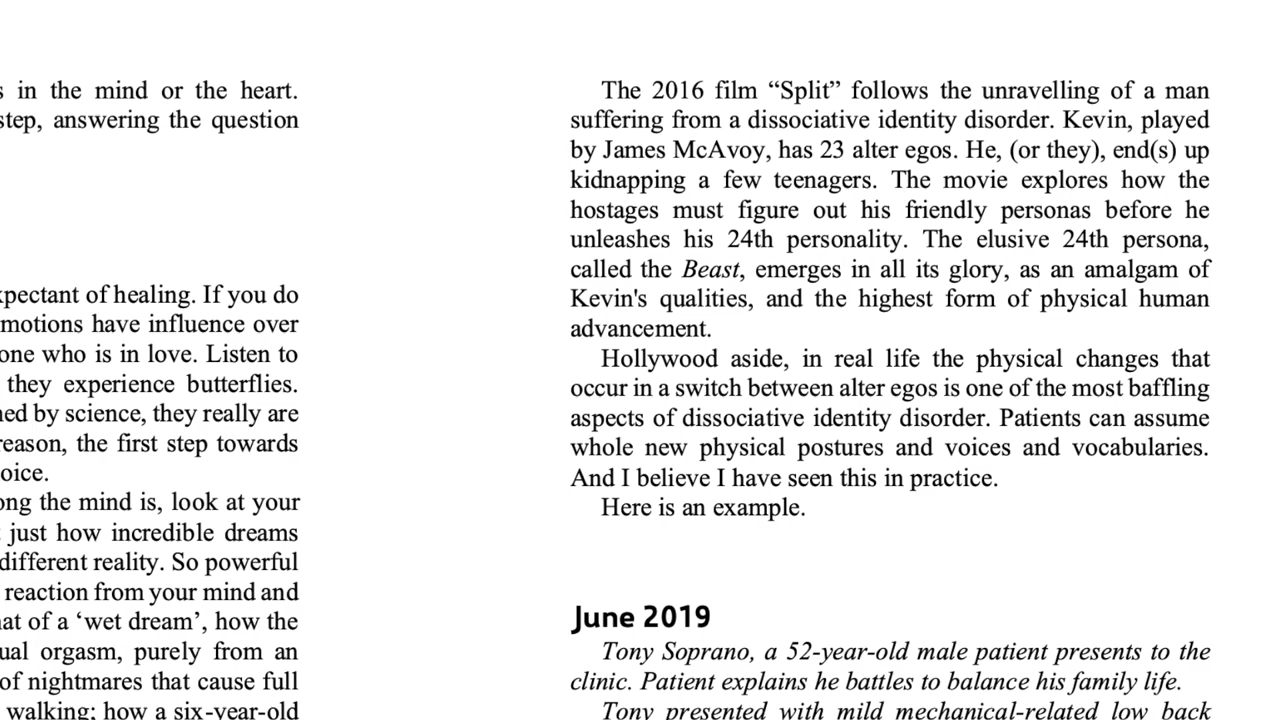 in the mind or the heart.
step, answering the question
expectant of healing. If you do
motions have influence over
one who is in love. Listen to
they experience butterflies.
ned by science, they really are
reason, the first step towards
oice.
ong the mind is, look at your
just how incredible dreams
different reality. So powerful
reaction from your mind and
hat of a ‘wet dream’, how the
ual orgasm, purely from an
of nightmares that cause full
walking; how a six-year-old
The 2016 film “Split” follows the unravelling of a man
suffering from a dissociative identity disorder. Kevin, played
by James McAvoy, has 23 alter egos. He, (or they), end(s) up
kidnapping a few teenagers. The movie explores how the
hostages must figure out his friendly personas before he
unleashes his 24th personality. The elusive 24th persona,
called the Beast, emerges in all its glory, as an amalgam of
Kevin's qualities, and the highest form of physical human
advancement.
Hollywood aside, in real life the physical changes that
occur in a switch between alter egos is one of the most baffling
aspects of dissociative identity disorder. Patients can assume
whole new physical postures and voices and vocabularies.
And I believe I have seen this in practice.
Here is an example.
June 2019
Tony Soprano, a 52-year-old male patient presents to the
clinic. Patient explains he battles to balance his family life.
Tony presented with mild mechanical-related low back